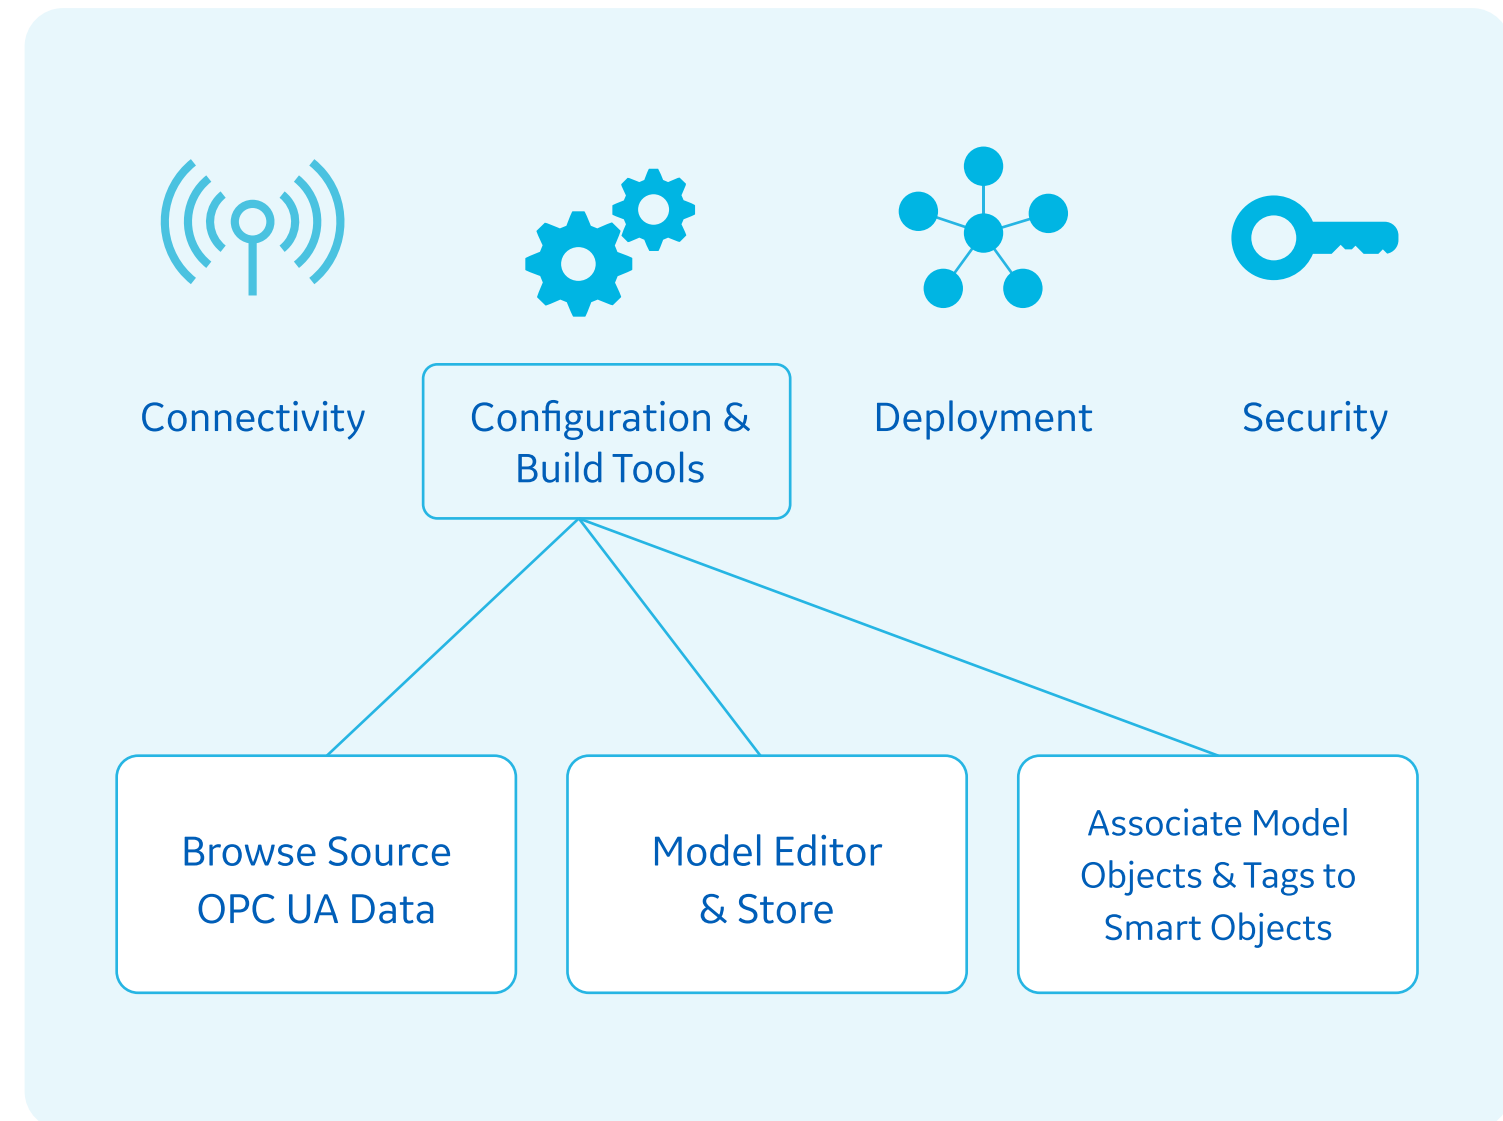 Connectivity
Configuration &
Build Tools
Deployment
Security
Browse Source
OPC UA Data
Model Editor
& Store
Associate Model
Objects & Tags to
Smart Objects